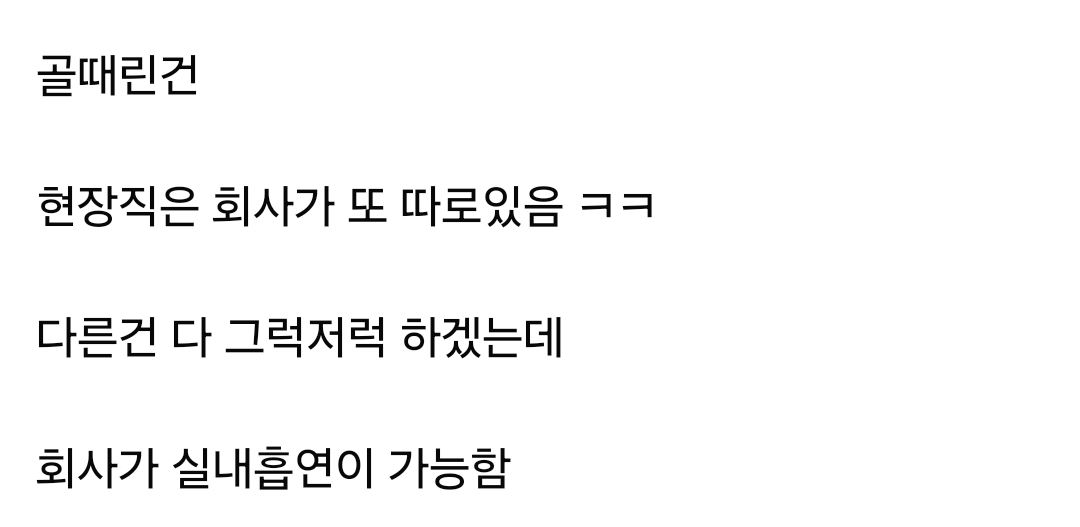 골때린건
현장직은 회사가 또 따로있음 ㅋㅋ
다른건 다 그럭저럭 하겠는데
회사가 실내흡연이 가능함